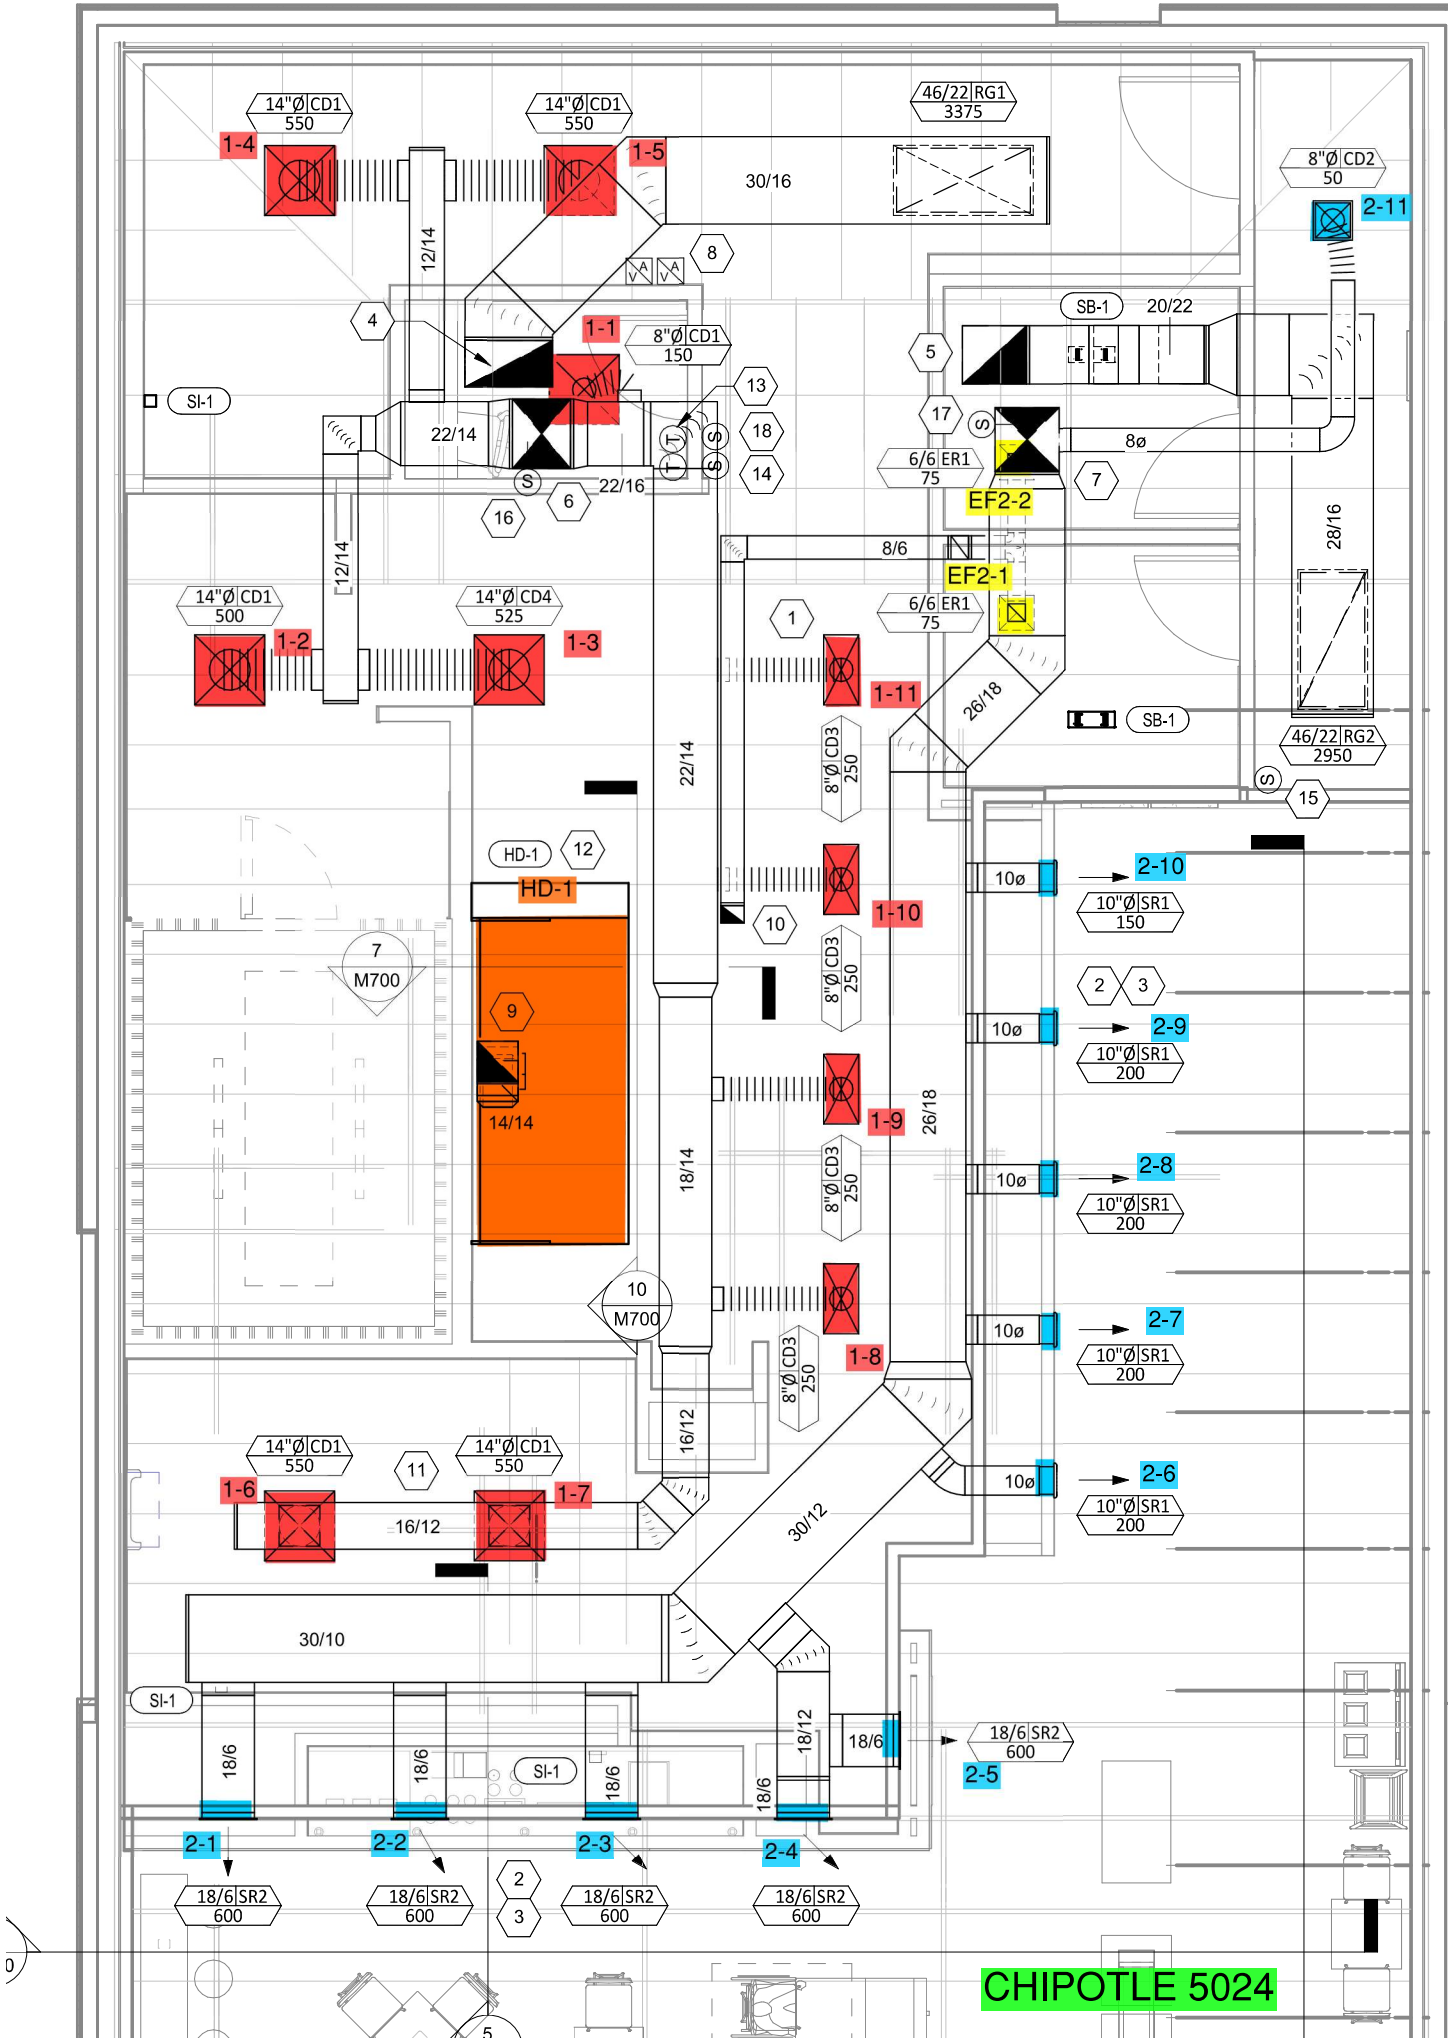 14"Ø CD1
550
14"Ø CD1
550
46/22 RG1
3375
1-4
1-5
8"Ø CD2
50
30/16
2-11
12/14
8
A
V
A
V
4
1-1
8"Ø CD1
150
SB-1
20/22
5
SI-1
13
17
S
22/14
T
S
18
8ø
T
S
14
6/6 ER1
75
7
S
22/16
6
16
EF2-2
28/16
12/14
8/6
EF2-1
14"Ø CD1
500
14"Ø CD4
525
1
6/6 ER1
75
1-2
1-3
1-11
26/18
SB-1
22/14
8"Ø CD3
250
46/22 RG2
2950
S
15
HD-1
12
HD-1
10ø
2-10
1-10
10
10"Ø SR1
150
7
M700
8"Ø CD3
250
2
3
9
10ø
2-9
10"Ø SR1
200
14/14
1-9
26/18
18/14
8"Ø CD3
250
10ø
2-8
10"Ø SR1
200
10
M700
10ø
2-7
1-8
10"Ø SR1
200
8"Ø CD3
250
16/12
14"Ø CD1
550
11
14"Ø CD1
550
1-6
1-7
10ø
2-6
10"Ø SR1
200
16/12
30/12
30/10
SI-1
18/12
18/6
18/6 SR2
600
18/6
18/6
SI-1
18/6
18/6
2-5
2-1
2-2
2-3
2-4
2
18/6 SR2
600
18/6 SR2
600
3
18/6 SR2
600
18/6 SR2
600
0
CHIPOTLE 5024
5